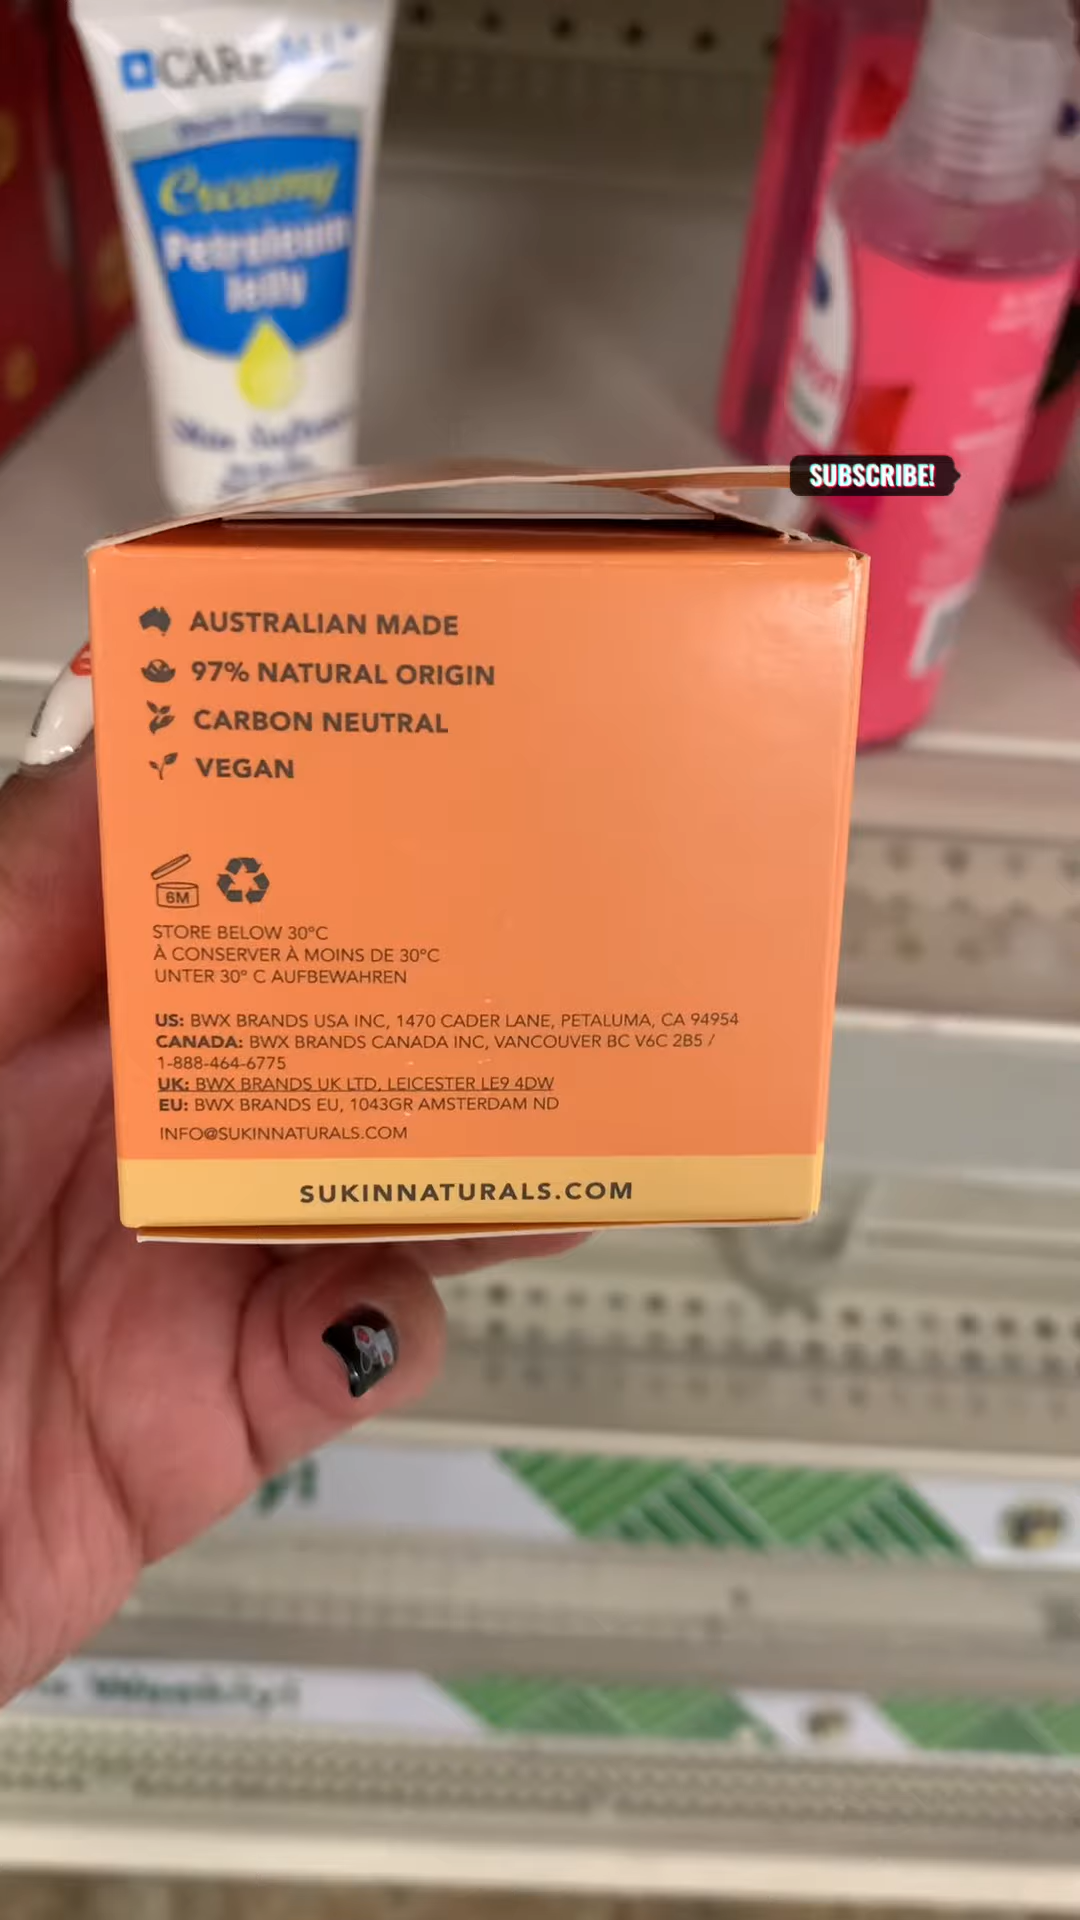 CAREALL
Creamy
Petroleum
Jelly
SUBSCRIBE!
AUSTRALIAN MADE
97% NATURAL ORIGIN
CARBON NEUTRAL
VEGAN
6M
STORE BELOW 30°C
À CONSERVER À MOINS DE 30°C
UNTER 30° C AUFBEWAHREN
US: BWX BRANDS USA INC, 1470 CADER LANE, PETALUMA, CA 94954
CANADA: BWX BRANDS CANADA INC, VANCOUVER BC V6C 2B5 /
1-888-464-6775
UK: BWX BRANDS UK LTD, LEICESTER LE9 4DW
EU: BWX BRANDS EU, 1043GR AMSTERDAM ND
INFO@SUKINNATURALS.COM
SUKINNATURALS.COM